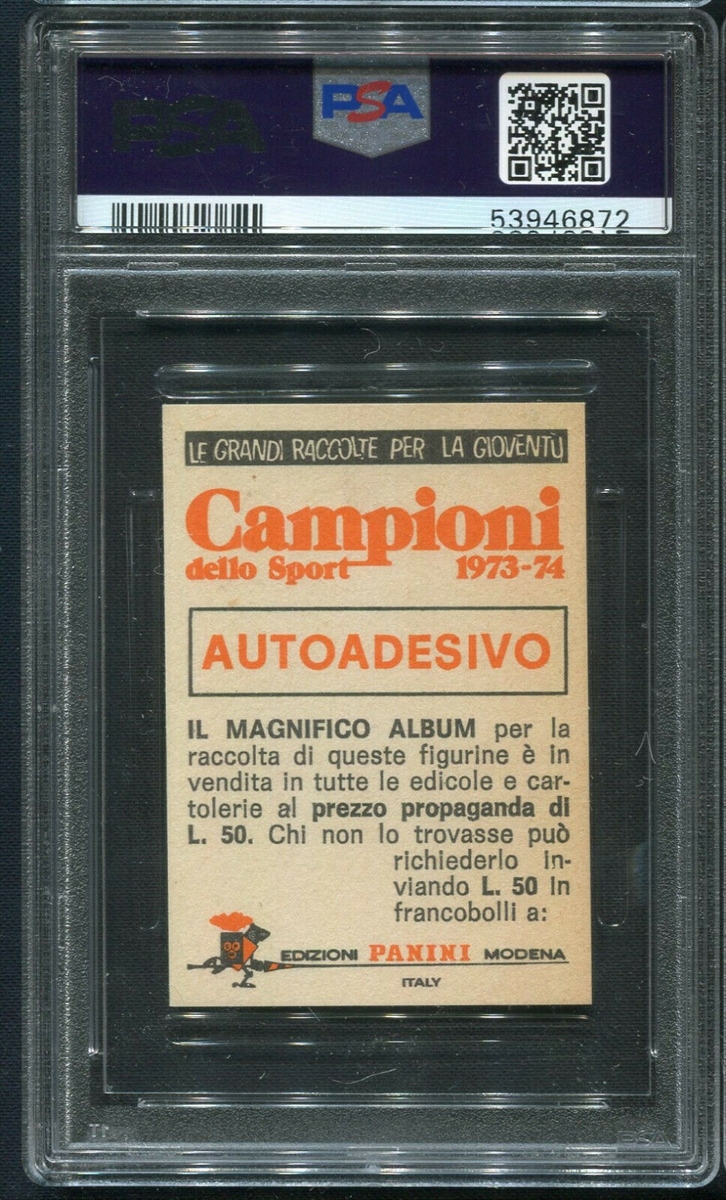 PSA
PSA
53946872
LE GRANDI RACCOLTE PER LA GIOVENTÙ
Campioni
dello Sport 1973-74
AUTOADESIVO
IL MAGNIFICO ALBUM per la
raccolta di queste figurine è in
vendita in tutte le edicole e car-
tolerie al prezzo propaganda di
L. 50. Chi non lo trovasse può
richiederlo in-
viando L. 50 in
francobolli a:
EDIZIONI PANINI MODENA
ITALY
PSA